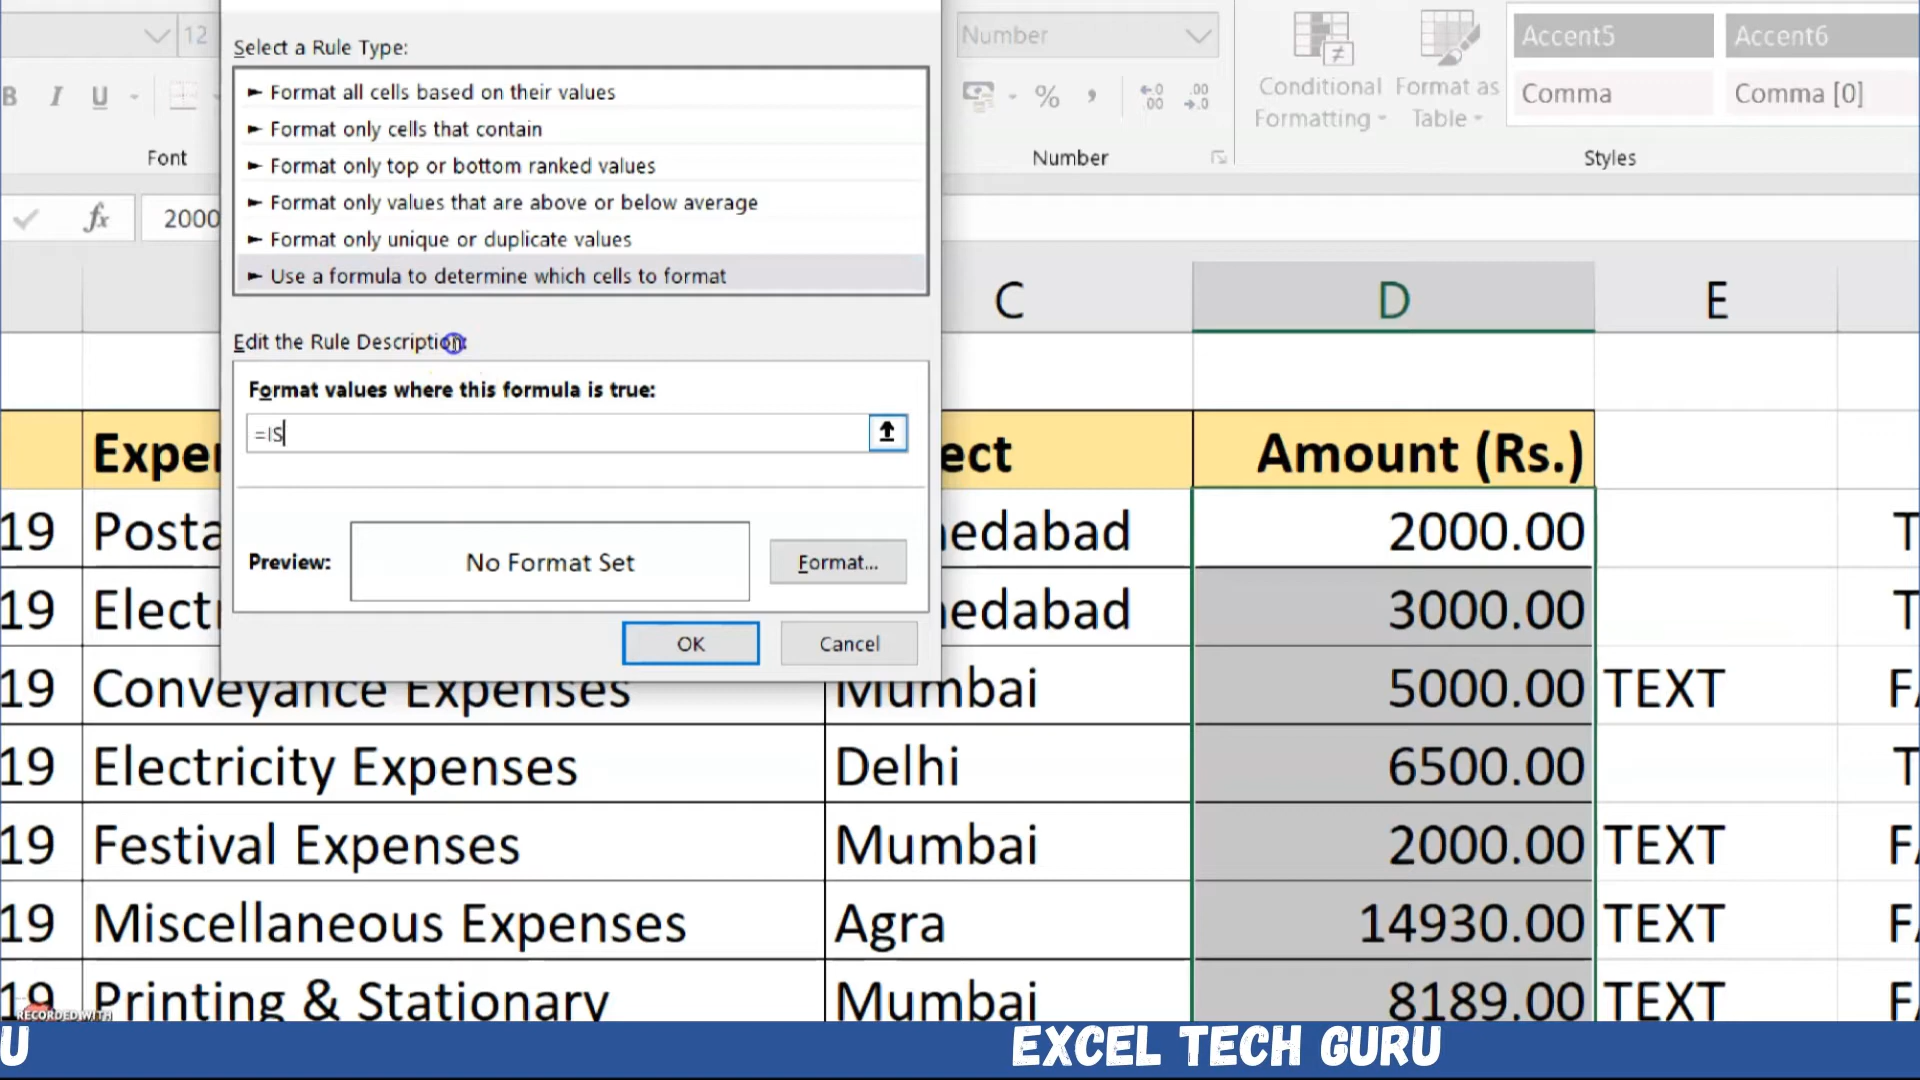 12
Select a Rule Type:
► Format all cells based on their values
► Format only cells that contain
► Format only top or bottom ranked values
► Format only values that are above or below average
► Format only unique or duplicate values
► Use a formula to determine which cells to format
Edit the Rule Description:
Format values where this formula is true:
=IS
Preview:
No Format Set
Format...
OK
Cancel
B I U
Font
Number
% , .00 .00
Number
Conditional Formatting
Format as Table
Accent5 Accent6
Comma Comma [0]
Styles
fx 2000
C D E
Expe ect Amount (Rs.)
19 Posta edabad 2000.00 T
19 Electr edabad 3000.00 T
19 Conveyance Expenses Mumbai 5000.00 TEXT F
19 Electricity Expenses Delhi 6500.00 T
19 Festival Expenses Mumbai 2000.00 TEXT F
19 Miscellaneous Expenses Agra 14930.00 TEXT F
19 Printing & Stationary Mumbai 8189.00 TEXT F
RECORDED WITH
U EXCEL TECH GURU